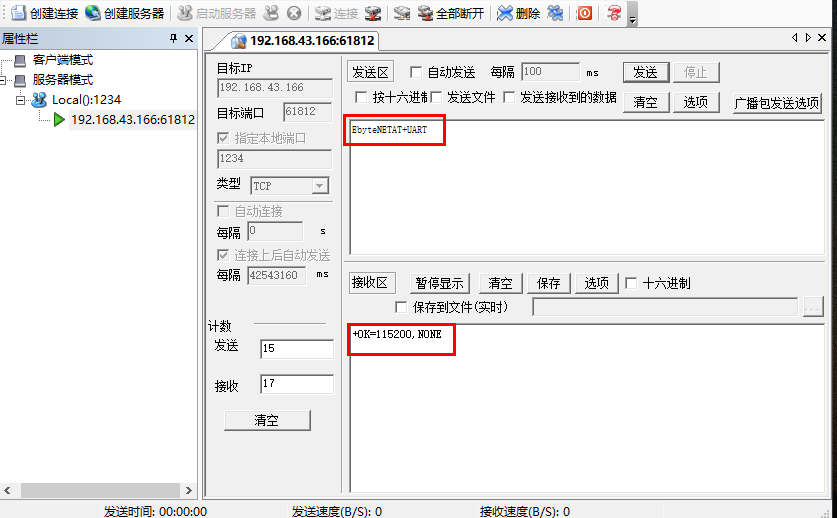 创建连接 创建服务器 启动服务器 连接 全部断开 删除
属性栏
客户端模式
服务器模式
Local():1234
192.168.43.166:61812
192.168.43.166:61812
目标IP
192.168.43.166
目标端口 61812
指定本地端口
1234
类型 TCP
自动连接
每隔 0 s
连接上后自动发送
每隔 42543160 ms
计数
发送 15
接收 17
清空
发送区 自动发送 每隔 100 ms 发送 停止
按十六进制 发送文件 发送接收到的数据 清空 选项 广播包发送选项
EbyteNETAT+UART
接收区 暂停显示 清空 保存 选项 十六进制
保存到文件(实时) ...
+OK=115200,NONE
发送时间: 00:00:00 发送速度(B/S): 0 接收速度(B/S): 0